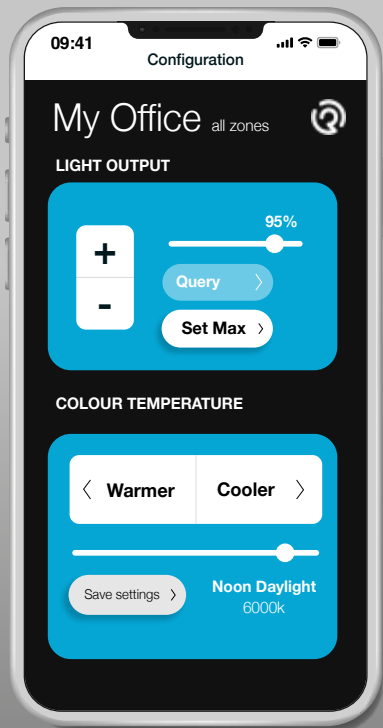 09:41
Configuration
My Office all zones
LIGHT OUTPUT
95%
+
Query
-
Set Max
COLOUR TEMPERATURE
Warmer Cooler
Save settings
Noon Daylight
6000k